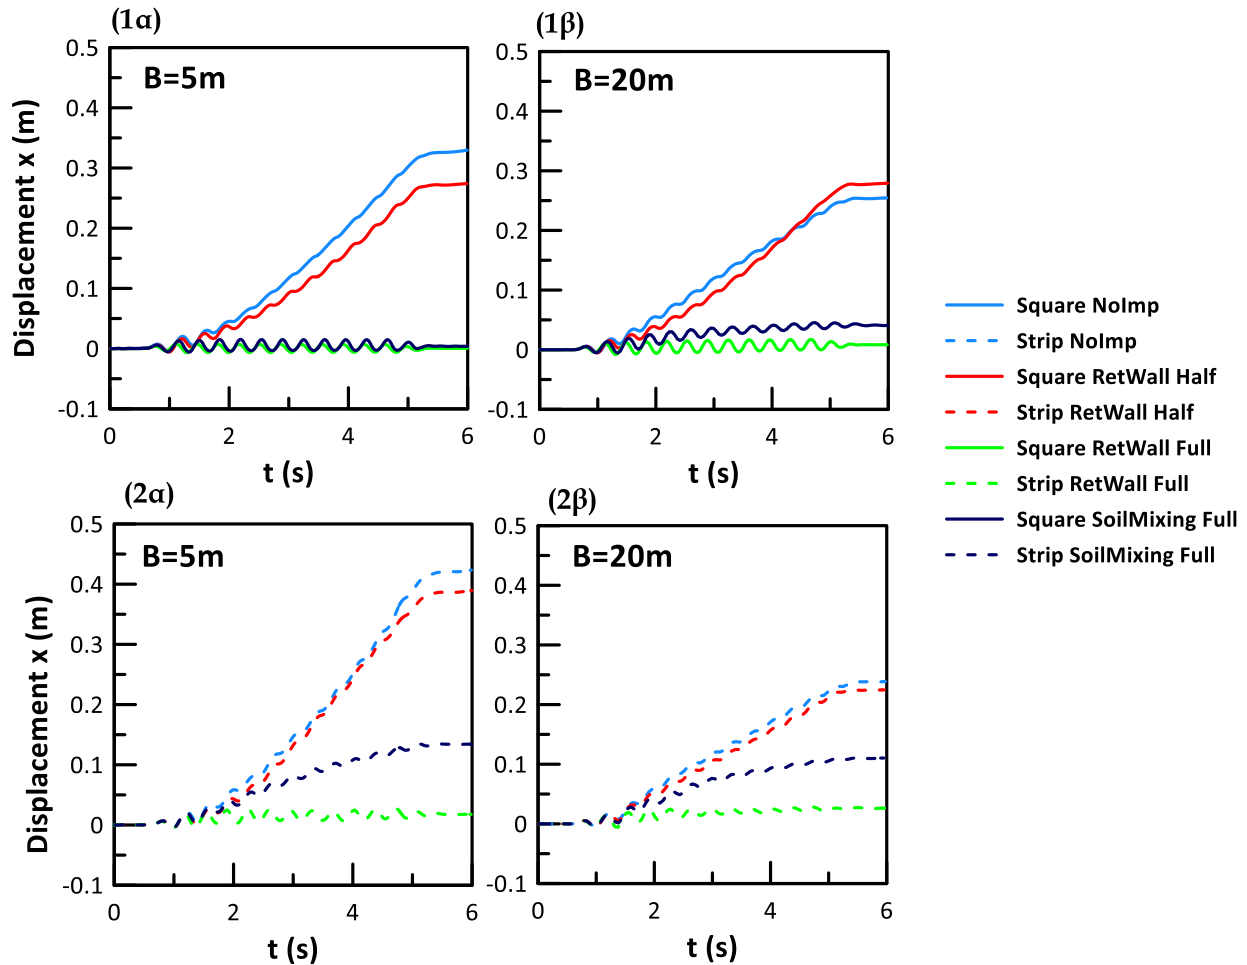 (1α)
(1β)
B=5m
B=20m
Displacement x (m)
0.5
0.4
0.3
0.2
0.1
0
-0.1
0 2 4 6
t (s)
0.5
0.4
0.3
0.2
0.1
0
-0.1
0 2 4 6
t (s)
Square NoImp
Strip NoImp
Square RetWall Half
Strip RetWall Half
Square RetWall Full
Strip RetWall Full
Square SoilMixing Full
Strip SoilMixing Full
(2α)
(2β)
B=5m
B=20m
Displacement x (m)
0.5
0.4
0.3
0.2
0.1
0
-0.1
0 2 4 6
t (s)
0.5
0.4
0.3
0.2
0.1
0
-0.1
0 2 4 6
t (s)